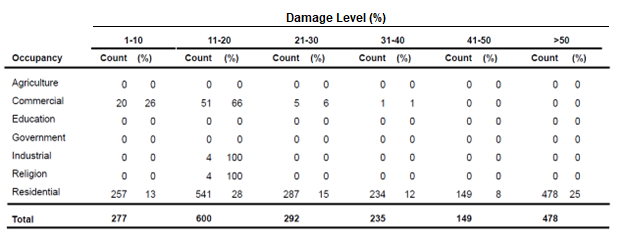 Damage Level (%)
1-10 11-20 21-30 31-40 41-50 >50
Occupancy Count (%) Count (%) Count (%) Count (%) Count (%) Count (%)
Agriculture 0 0 0 0 0 0 0 0 0 0 0 0
Commercial 20 26 51 66 5 6 1 1 0 0 0 0
Education 0 0 0 0 0 0 0 0 0 0 0 0
Government 0 0 0 0 0 0 0 0 0 0 0 0
Industrial 0 0 4 100 0 0 0 0 0 0 0 0
Religion 0 0 4 100 0 0 0 0 0 0 0 0
Residential 257 13 541 28 287 15 234 12 149 8 478 25
Total 277 600 292 235 149 478